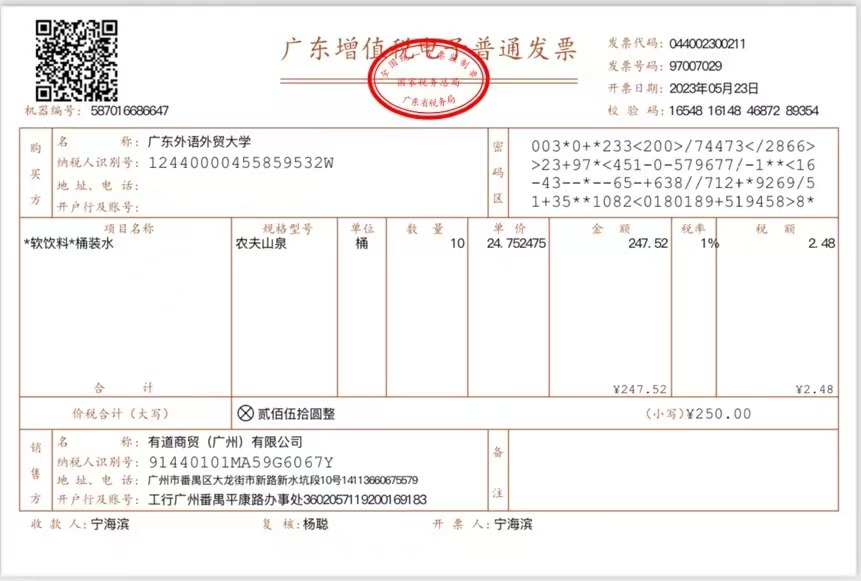 广东增值税电子普通发票
全国统一发票监制章
国家税务总局
广东省税务局
发票代码: 044002300211
发票号码: 97007029
开票日期: 2023年05月23日
校 验 码: 16548 16148 46872 89354
机器编号: 587016686647
购买方
名 称: 广东外语外贸大学
纳税人识别号: 12440000455859532W
地 址、电 话:
开户行及账号:
密码区
003*0+*233<200>/74473</2866>
>23+97*<451-0-579677/-1**<16
-43--*--65-+638//712+*9269/5
1+35**1082<0180189+519458>8*
项目名称 规格型号 单位 数 量 单 价 金 额 税率 税 额
*软饮料*桶装水 农夫山泉 桶 10 24.752475 247.52 1% 2.48
合 计 ¥247.52 ¥2.48
价税合计（大写） ⊗贰佰伍拾圆整 （小写）¥250.00
销售方
名 称: 有道商贸（广州）有限公司
纳税人识别号: 91440101MA59G6067Y
地 址、电 话: 广州市番禺区大龙街市新路新水坑段10号14113660675579
开户行及账号: 工行广州番禺平康路办事处3602057119200169183
备注
收 款 人: 宁海滨 复 核: 杨聪 开 票 人: 宁海滨